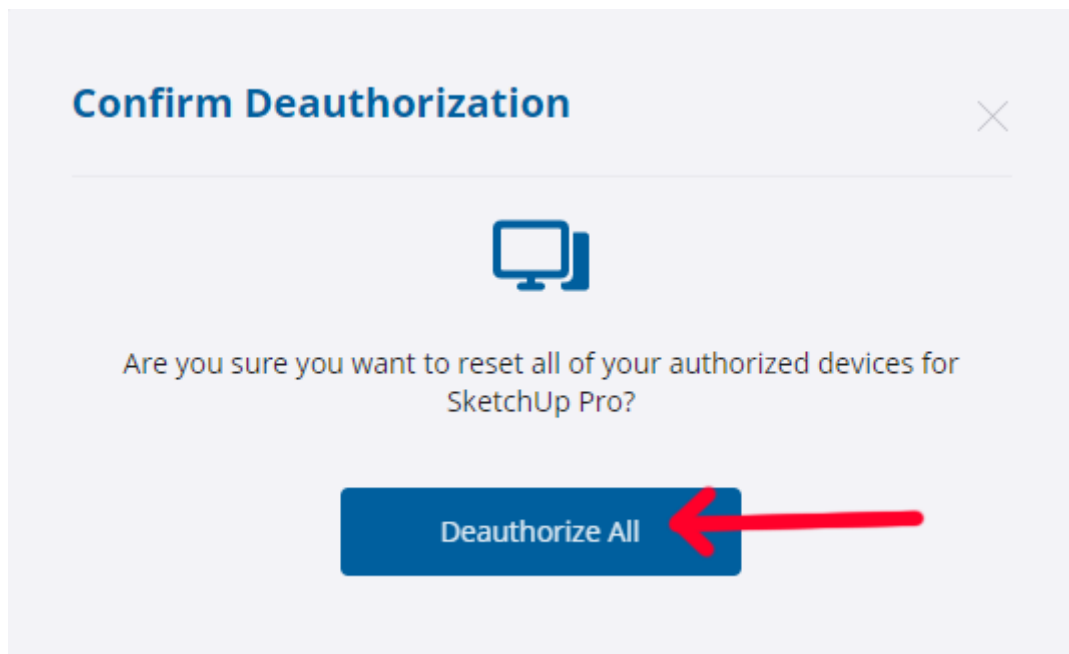 Confirm Deauthorization
Are you sure you want to reset all of your authorized devices for
SketchUp Pro?
Deauthorize All